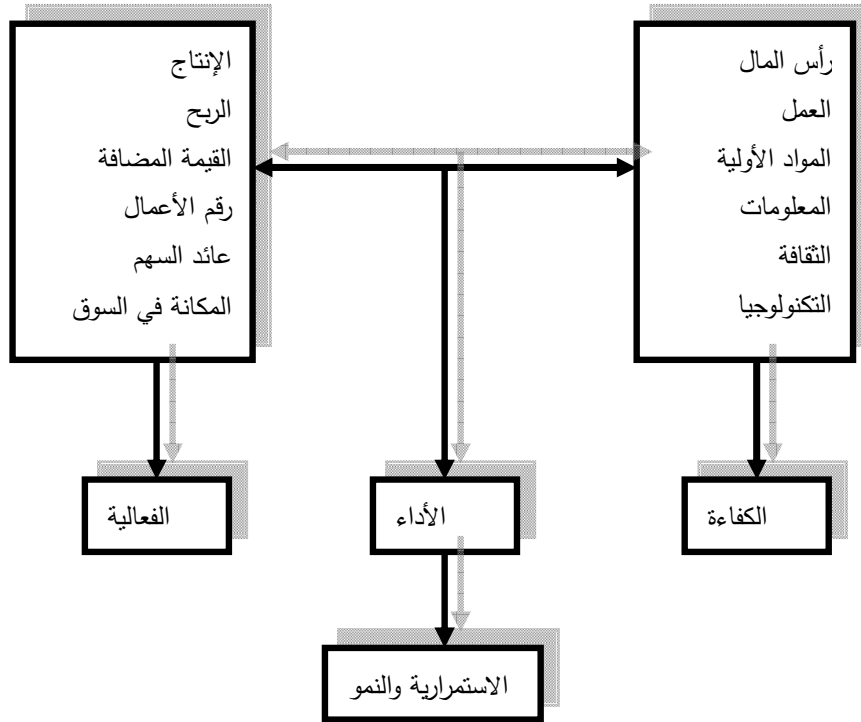 رأس المال
العمل
المواد الأولية
المعلومات
الثقافة
التكنولوجيا
الإنتاج
الربح
القيمة المضافة
رقم الأعمال
عائد السهم
المكانة في السوق
الكفاءة
الأداء
الفعالية
الاستمرارية والنمو